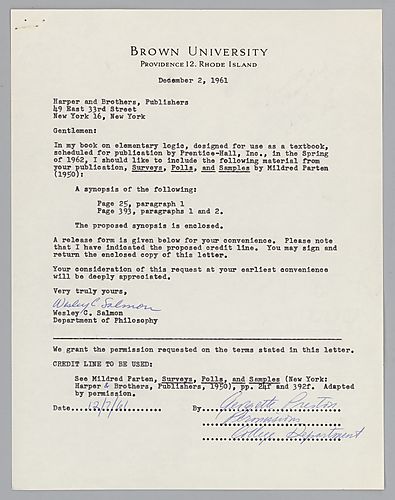 BROWN UNIVERSITY
PROVIDENCE 12, RHODE ISLAND
December 2, 1961
Harper and Brothers, Publishers
49 East 33rd Street
New York 16, New York
Gentlemen:
In my book on elementary logic, designed for use as a textbook,
scheduled for publication by Prentice-Hall, Inc., in the Spring
of 1962, I should like to include the following material from
your publication, Surveys, Polls, and Samples by Mildred Parten
(1950):
A synopsis of the following:
Page 25, paragraph 1
Page 393, paragraphs 1 and 2.
The proposed synopsis is enclosed.
A release form is given below for your convenience. Please note
that I have indicated the proposed credit line. You may sign and
return the enclosed copy of this letter.
Your consideration of this request at your earliest convenience
will be deeply appreciated.
Very truly yours,
Wesley C. Salmon
Wesley C. Salmon
Department of Philosophy
We grant the permission requested on the terms stated in this letter.
CREDIT LINE TO BE USED:
See Mildred Parten, Surveys, Polls, and Samples (New York:
Harper & Brothers, Publishers, 1950), pp. 24f and 392f. Adapted
by permission.
Date 12/7/61 By Georgette Preston
Permissions
College Department